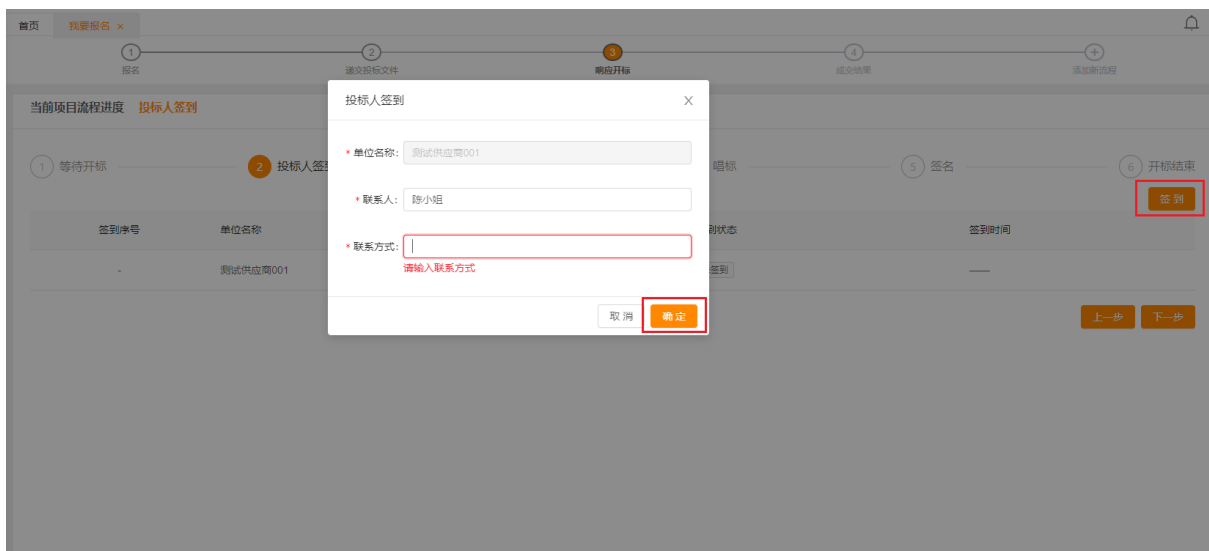 首页 我要报名 ×
1 2 3 4 +
报名 递交投标文件 响应开标 成交结果 添加新流程
当前项目流程进度 投标人签到
投标人签到 X
1 等待开标 2 投标人签到 唱标 5 签名 6 开标结束
* 单位名称: 测试供应商001
签到
* 联系人: 陈小姐
签到序号 单位名称 到状态 签到时间
* 联系方式:
请输入联系方式
- 测试供应商001 签到 ——
取消 确定
上一步 下一步